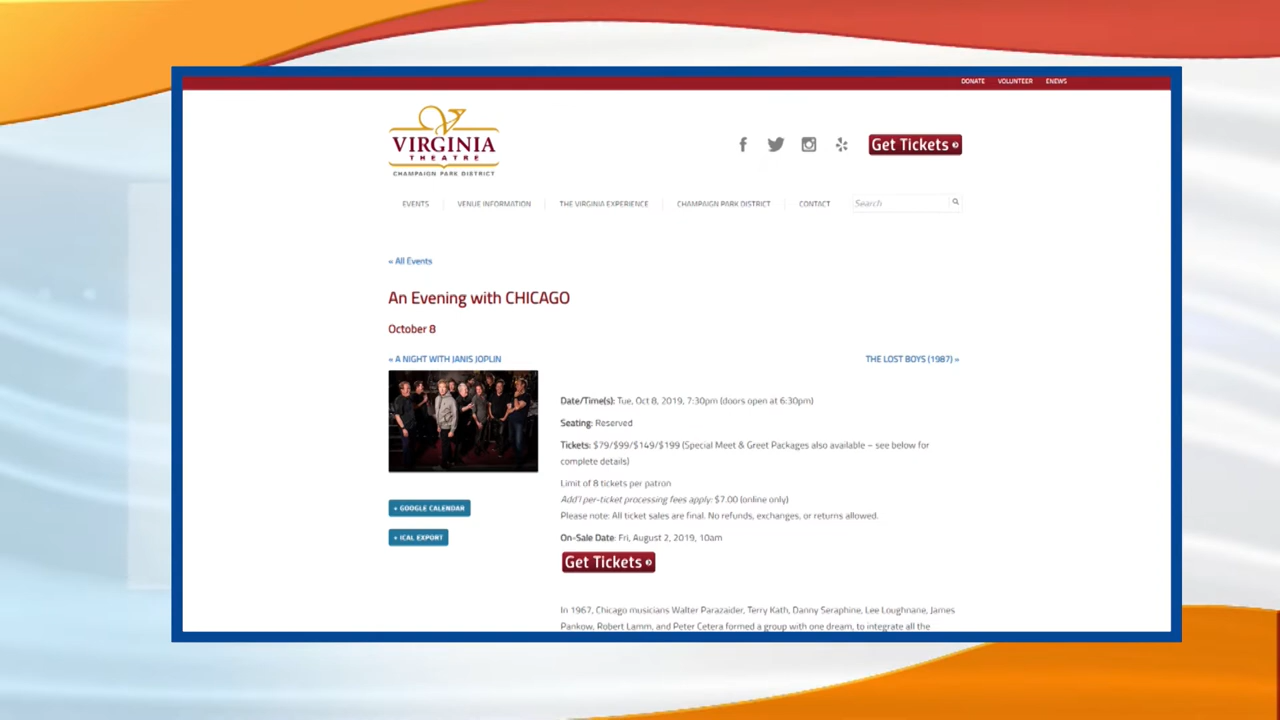 DONATE VOLUNTEER ENEWS
VIRGINIA
THEATRE
CHAMPAIGN PARK DISTRICT
Get Tickets
EVENTS VENUE INFORMATION THE VIRGINIA EXPERIENCE CHAMPAIGN PARK DISTRICT CONTACT Search
« All Events
An Evening with CHICAGO
October 8
« A NIGHT WITH JANIS JOPLIN THE LOST BOYS (1987) »
Date/Time(s): Tue, Oct 8, 2019, 7:30pm (doors open at 6:30pm)
Seating: Reserved
Tickets: $79/$99/$149/$199 (Special Meet & Greet Packages also available – see below for
complete details)
Limit of 8 tickets per patron
Add'l per-ticket processing fees apply: $7.00 (online only)
Please note: All ticket sales are final. No refunds, exchanges, or returns allowed.
+ GOOGLE CALENDAR
+ ICAL EXPORT
On-Sale Date: Fri, August 2, 2019, 10am
Get Tickets
In 1967, Chicago musicians Walter Parazaider, Terry Kath, Danny Seraphine, Lee Loughnane, James
Pankow, Robert Lamm, and Peter Cetera formed a group with one dream, to integrate all the